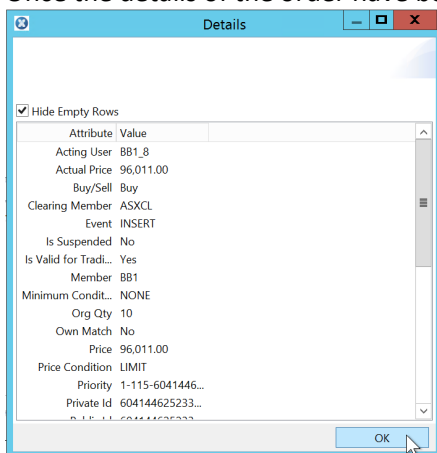 Once the details of the order have b
Details
Hide Empty Rows
Attribute Value
Acting User BB1_8
Actual Price 96,011.00
Buy/Sell Buy
Clearing Member ASXCL
Event INSERT
Is Suspended No
Is Valid for Tradi... Yes
Member BB1
Minimum Condit... NONE
Org Qty 10
Own Match No
Price 96,011.00
Price Condition LIMIT
Priority 1-115-6041446...
Private Id 604144625233...
Public Id 604144625233...
OK